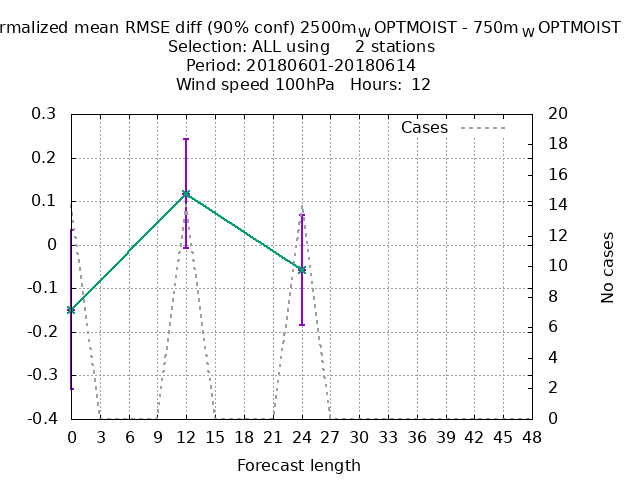 rmalized mean RMSE diff (90% conf) 2500mW OPTMOIST - 750mW OPTMOIST
Selection: ALL using 2 stations
Period: 20180601-20180614
Wind speed 100hPa Hours: 12
Cases
0.3
0.2
0.1
0
-0.1
-0.2
-0.3
-0.4
20
18
16
14
12
10
8
6
4
2
0
No cases
0 3 6 9 12 15 18 21 24 27 30 33 36 39 42 45 48
Forecast length